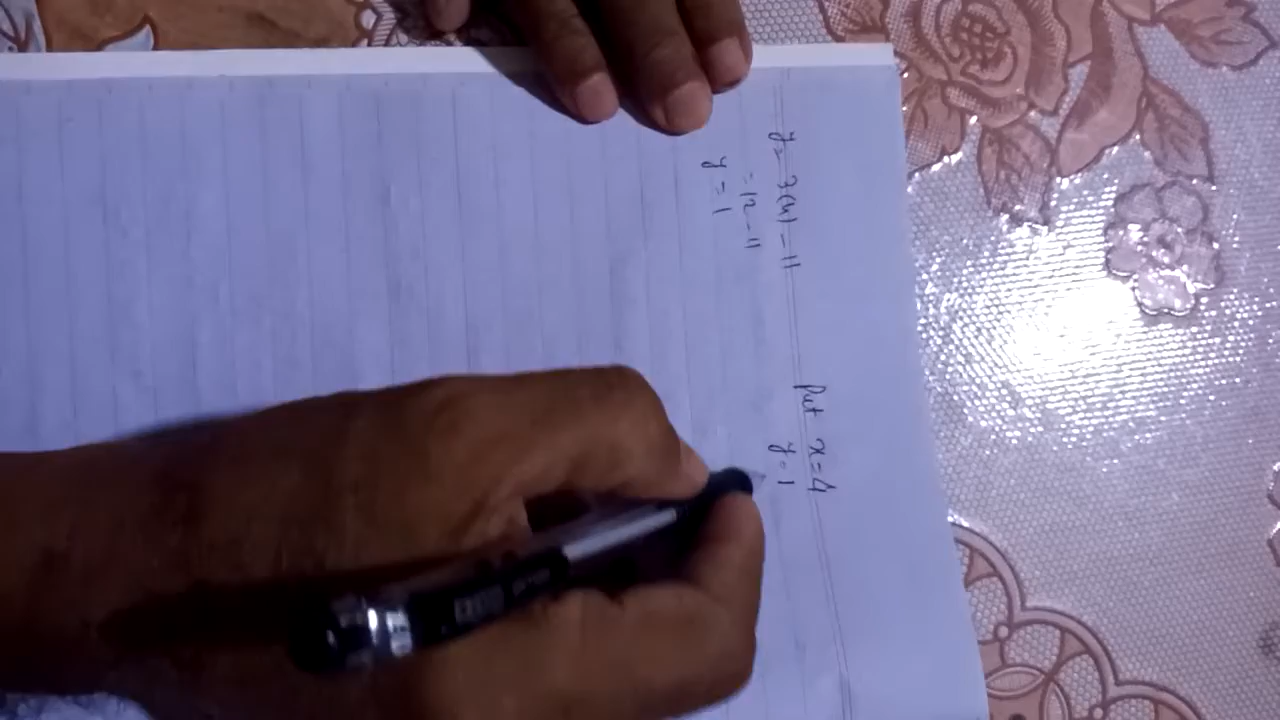 y = 3(4) - 11
= 12 - 11
y = 1
Put x = 4
y = 1